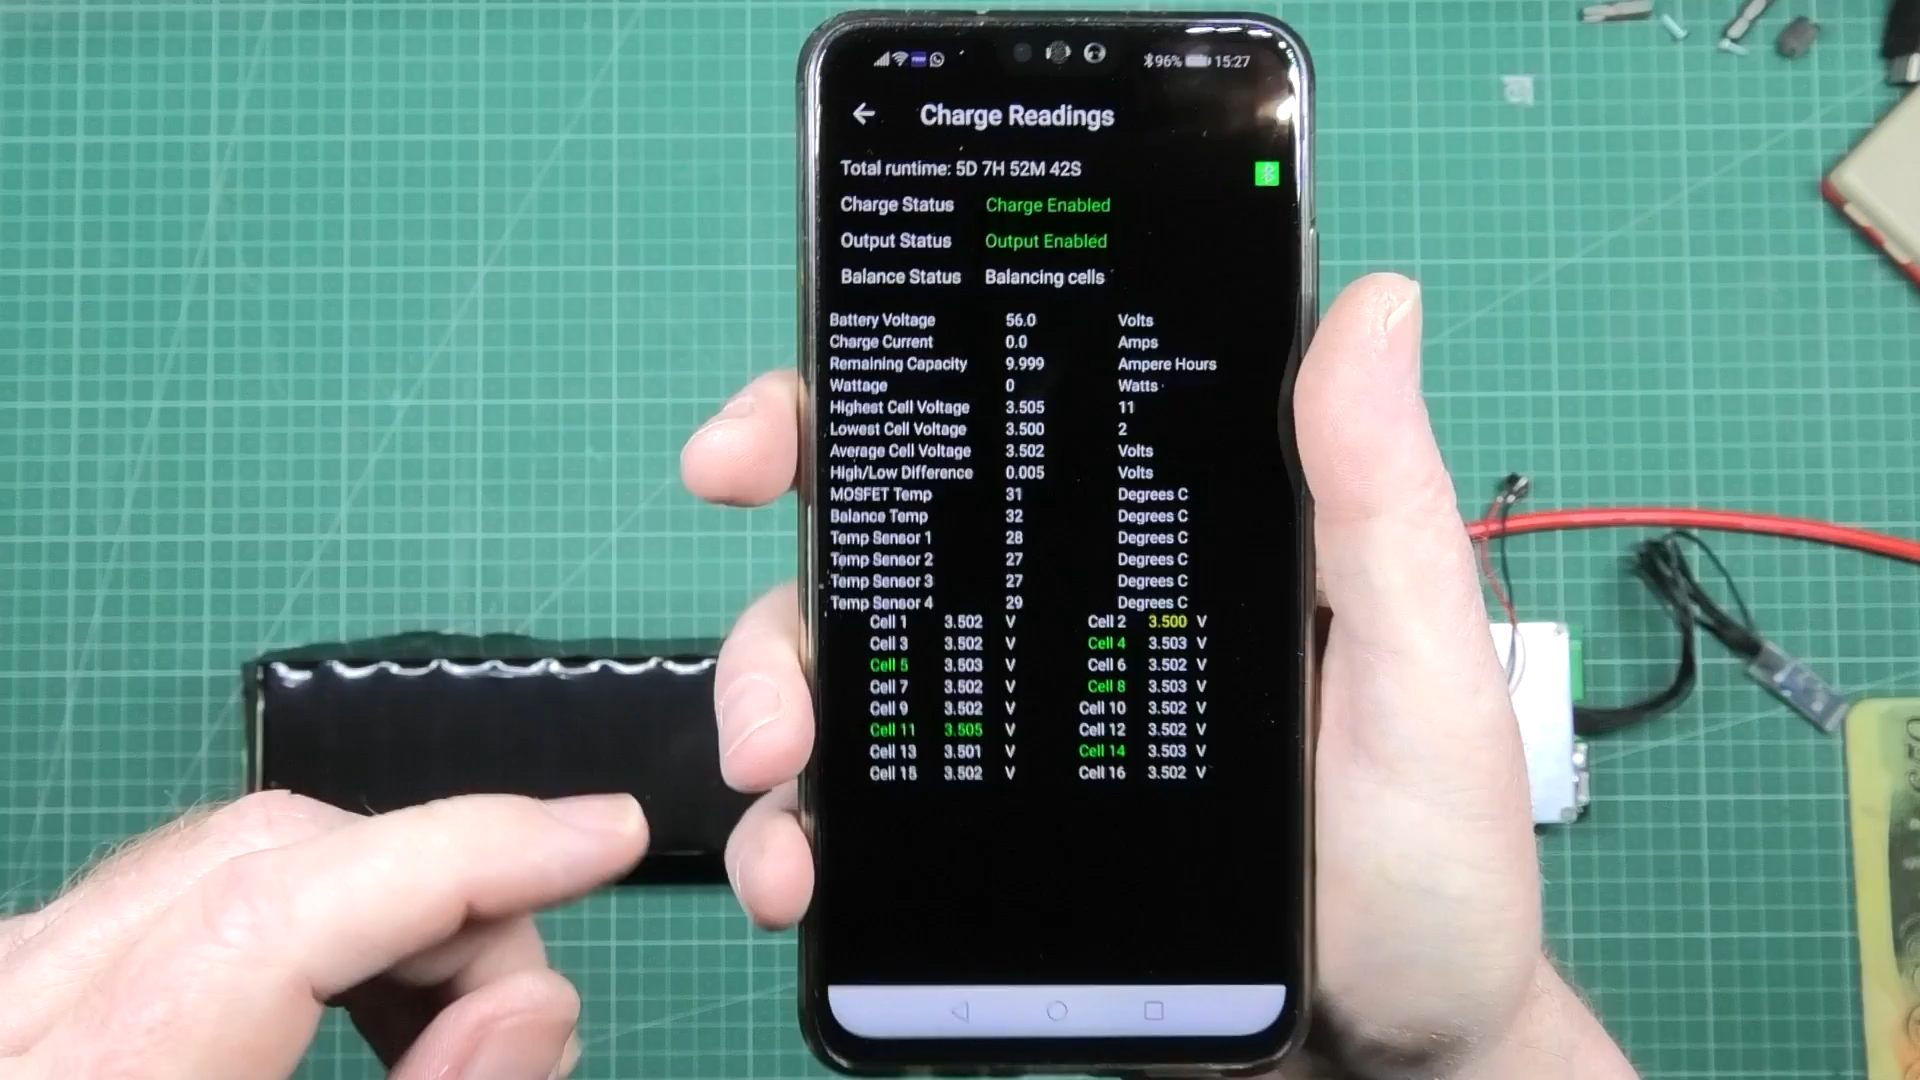 96% 15:27
Charge Readings
Total runtime: 5D 7H 52M 42S
Charge Status Charge Enabled
Output Status Output Enabled
Balance Status Balancing cells
Battery Voltage 56.0 Volts
Charge Current 0.0 Amps
Remaining Capacity 9.999 Ampere Hours
Wattage 0 Watts
Highest Cell Voltage 3.505 11
Lowest Cell Voltage 3.500 2
Average Cell Voltage 3.502 Volts
High/Low Difference 0.005 Volts
MOSFET Temp 31 Degrees C
Balance Temp 32 Degrees C
Temp Sensor 1 28 Degrees C
Temp Sensor 2 27 Degrees C
Temp Sensor 3 27 Degrees C
Temp Sensor 4 29 Degrees C
Cell 1 3.502 V Cell 2 3.500 V
Cell 3 3.502 V Cell 4 3.503 V
Cell 5 3.503 V Cell 6 3.502 V
Cell 7 3.502 V Cell 8 3.503 V
Cell 9 3.502 V Cell 10 3.502 V
Cell 11 3.505 V Cell 12 3.502 V
Cell 13 3.501 V Cell 14 3.503 V
Cell 15 3.502 V Cell 16 3.502 V